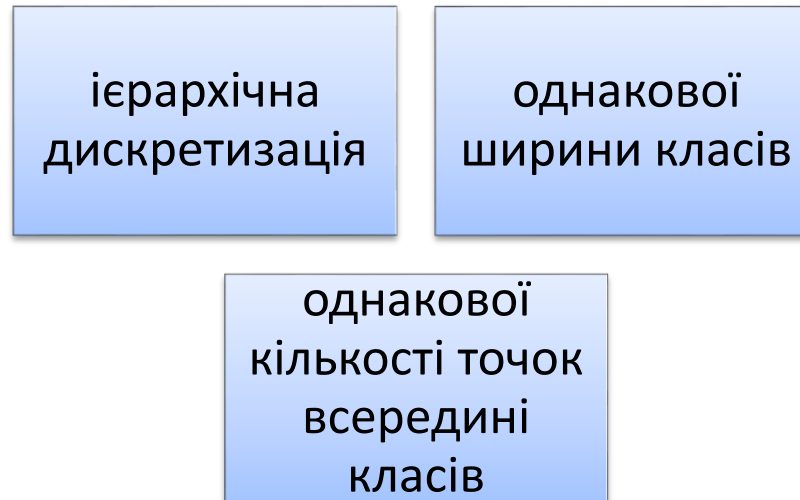 ієрархічна
дискретизація
однакової
ширини класів
однакової
кількості точок
всередині
класів